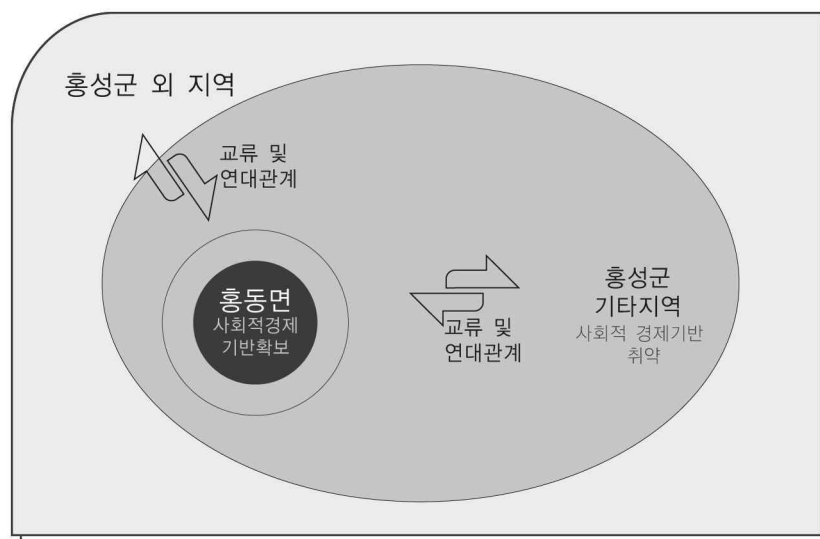 홍성군 외 지역
교류 및
연대관계
홍동면
사회적경제
기반확보
교류 및
연대관계
홍성군
기타지역
사회적 경제기반
취약